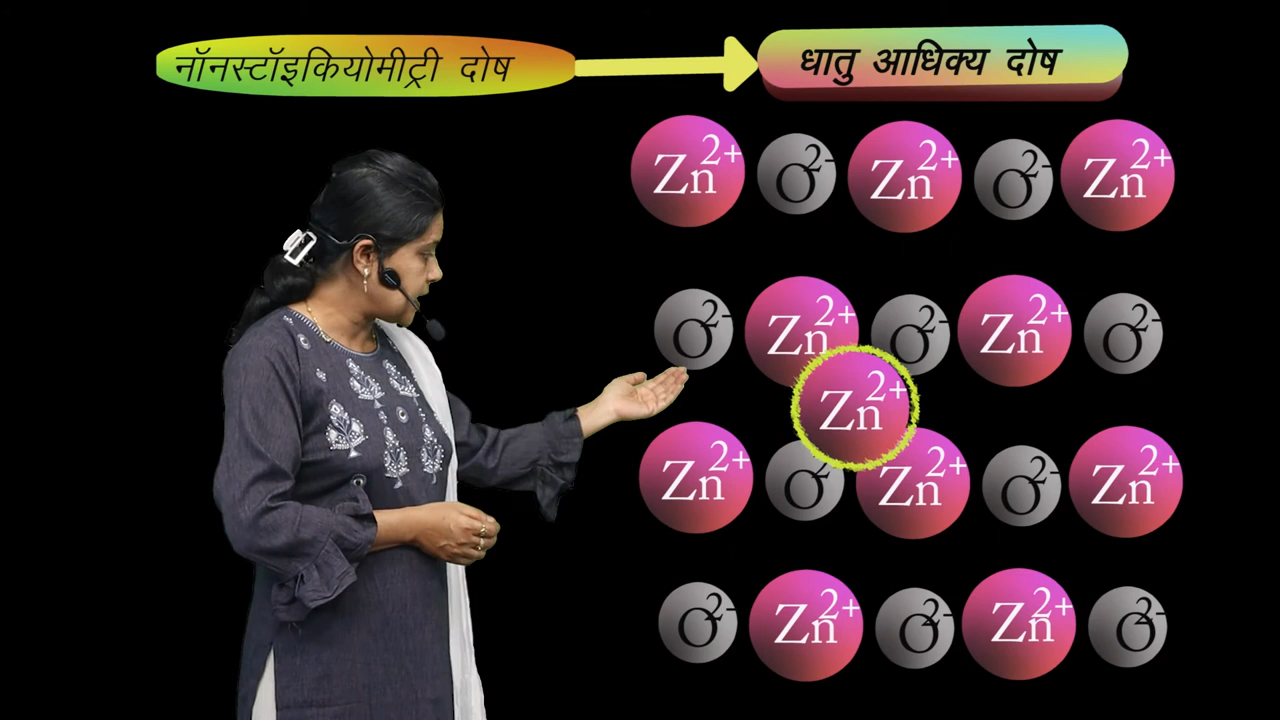 नॉनस्टॉइकियोमीट्री दोष
धातु आधिक्य दोष
Zn²⁺ O²⁻ Zn²⁺ O²⁻ Zn²⁺
O²⁻ Zn²⁺ O²⁻ Zn²⁺ O²⁻
Zn²⁺
Zn²⁺ O²⁻ Zn²⁺ O²⁻ Zn²⁺
O²⁻ Zn²⁺ O²⁻ Zn²⁺ O²⁻